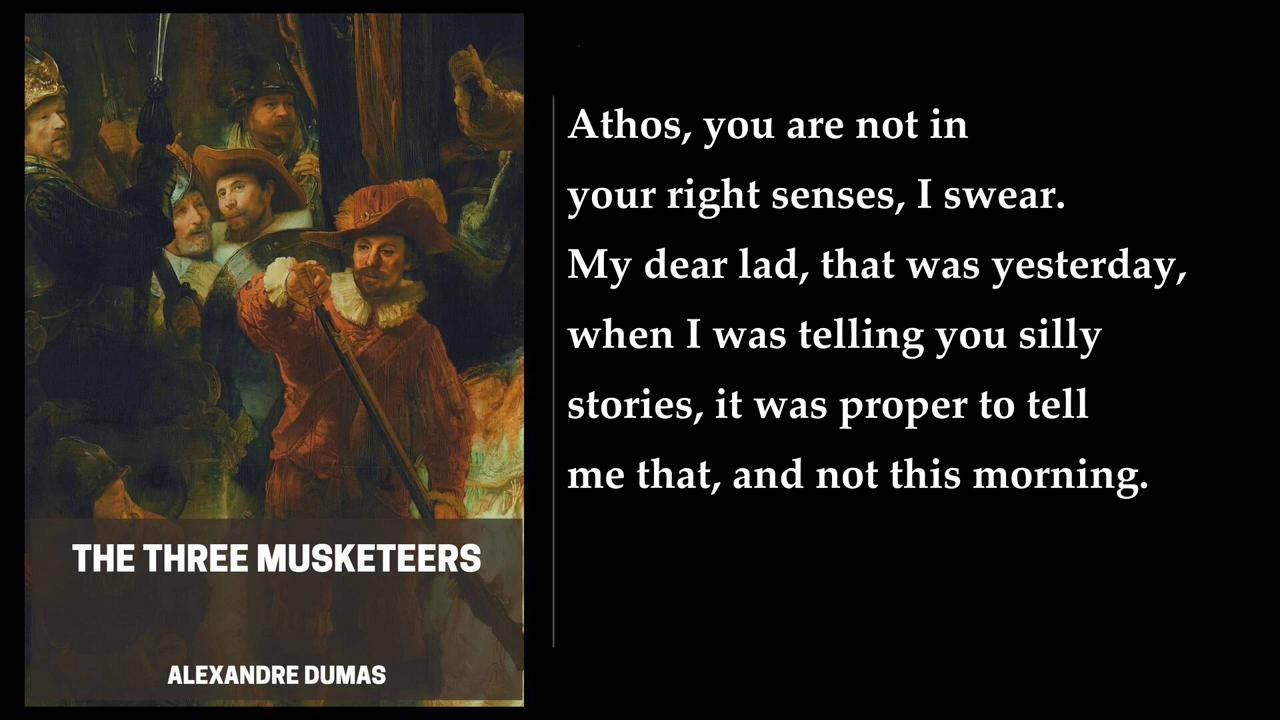 THE THREE MUSKETEERS
ALEXANDRE DUMAS
Athos, you are not in
your right senses, I swear.
My dear lad, that was yesterday,
when I was telling you silly
stories, it was proper to tell
me that, and not this morning.